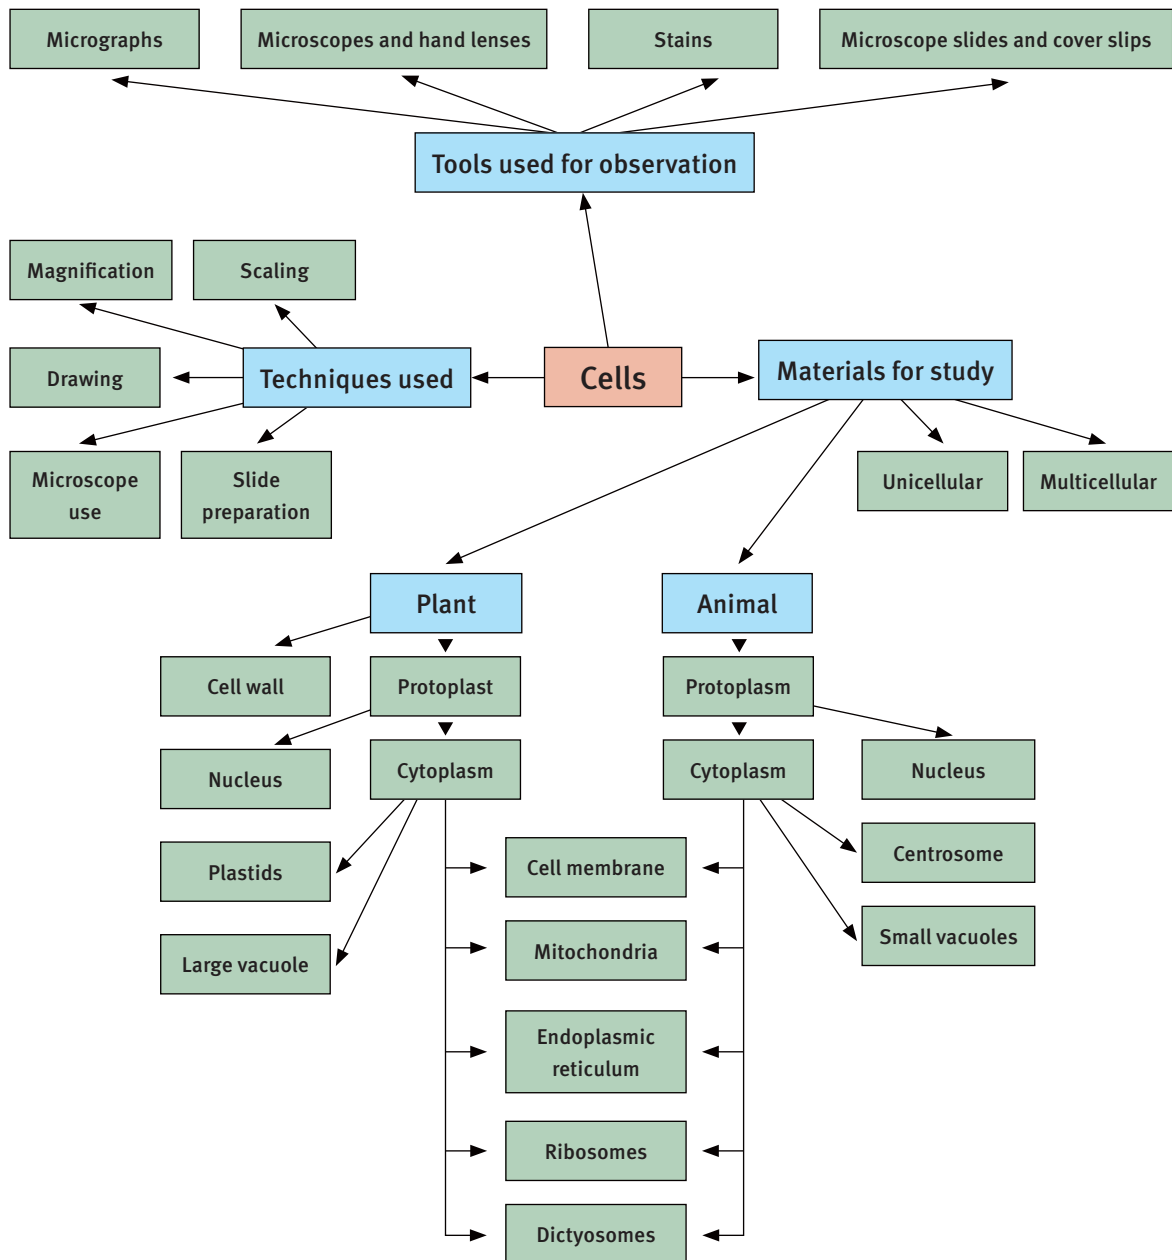 Micrographs
Microscopes and hand lenses
Stains
Microscope slides and cover slips
Tools used for observation
Magnification
Scaling
Drawing
Techniques used
Cells
Materials for study
Microscope
use
Slide
preparation
Unicellular
Multicellular
Plant
Animal
Cell wall
Protoplast
Protoplasm
Nucleus
Cytoplasm
Cytoplasm
Nucleus
Plastids
Cell membrane
Centrosome
Large vacuole
Mitochondria
Small vacuoles
Endoplasmic
reticulum
Ribosomes
Dictyosomes